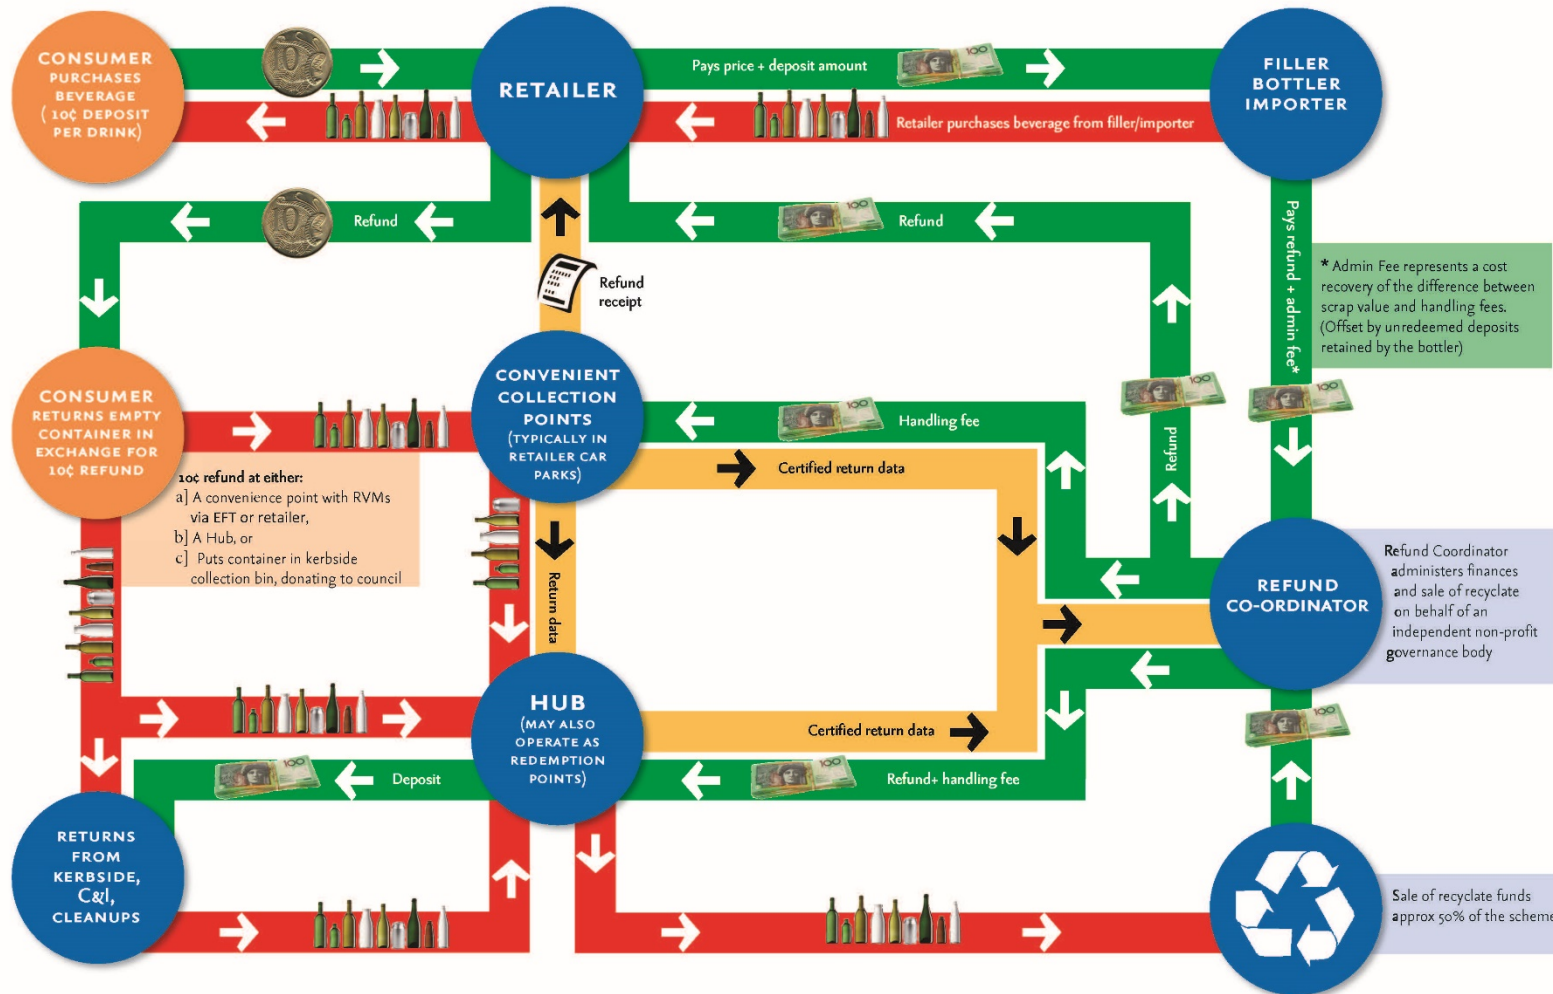 CONSUMER
PURCHASES
BEVERAGE
( 10¢ DEPOSIT
PER DRINK)
RETAILER
Pays price + deposit amount
Retailer purchases beverage from filler/importer
FILLER
BOTTLER
IMPORTER
Refund
Refund
Refund
receipt
Pays refund + admin fee*
* Admin Fee represents a cost
recovery of the difference between
scrap value and handling fees.
(Offset by unredeemed deposits
retained by the bottler)
CONSUMER
RETURNS EMPTY
CONTAINER IN
EXCHANGE FOR
10¢ REFUND
CONVENIENT
COLLECTION
POINTS
(TYPICALLY IN
RETAILER CAR
PARKS)
Handling fee
Certified return data
Refund
10¢ refund at either:
a] A convenience point with RVMs
via EFT or retailer,
b] A Hub, or
c] Puts container in kerbside
collection bin, donating to council
Return data
REFUND
CO-ORDINATOR
Refund Coordinator
administers finances
and sale of recyclate
on behalf of an
independent non-profit
governance body
HUB
(MAY ALSO
OPERATE AS
REDEMPTION
POINTS)
Certified return data
Deposit
Refund+ handling fee
RETURNS
FROM
KERBSIDE,
C&I,
CLEANUPS
Sale of recyclate funds
approx 50% of the scheme